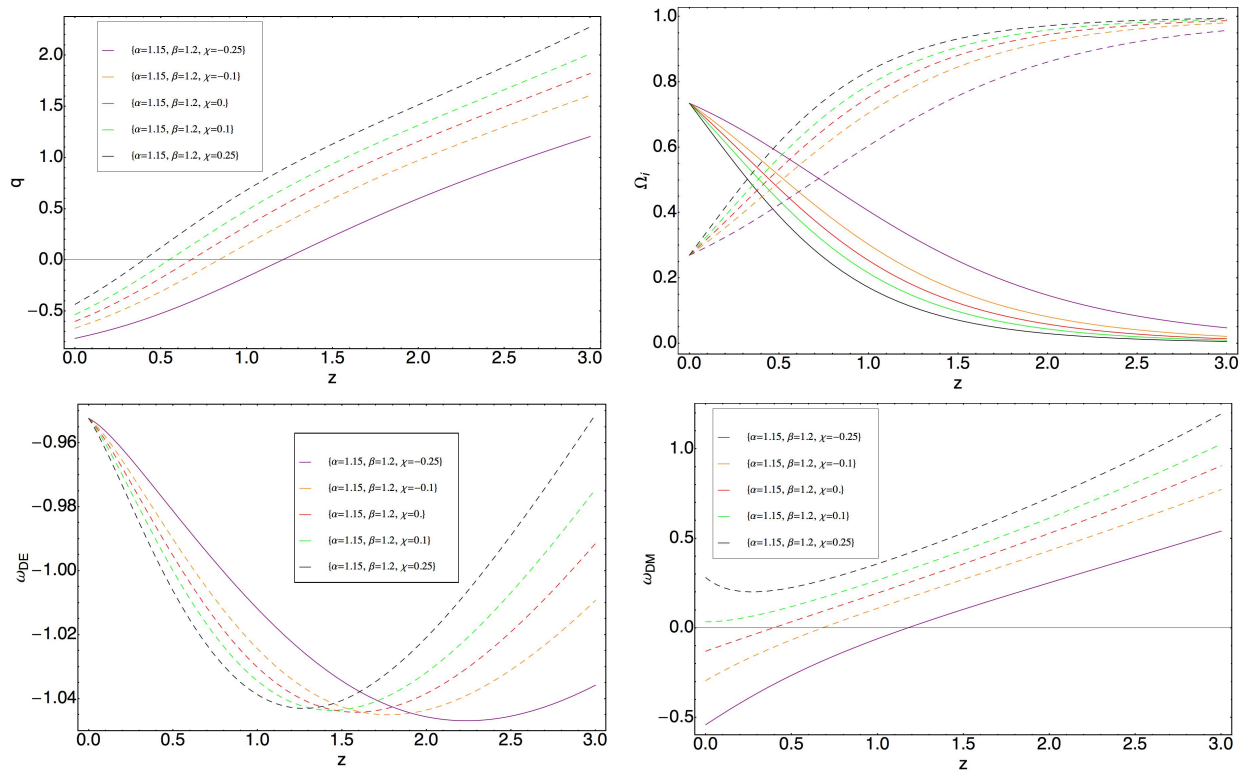 {α=1.15, β=1.2, χ=−0.25}
{α=1.15, β=1.2, χ=−0.1}
{α=1.15, β=1.2, χ=0.}
{α=1.15, β=1.2, χ=0.1}
{α=1.15, β=1.2, χ=0.25}
2.0
1.5
1.0
0.5
0.0
−0.5
q
0.0 0.5 1.0 1.5 2.0 2.5 3.0
z
1.0
0.8
0.6
0.4
0.2
0.0
Ωi
0.0 0.5 1.0 1.5 2.0 2.5 3.0
z
{α=1.15, β=1.2, χ=−0.25}
{α=1.15, β=1.2, χ=−0.1}
{α=1.15, β=1.2, χ=0.}
{α=1.15, β=1.2, χ=0.1}
{α=1.15, β=1.2, χ=0.25}
−0.96
−0.98
−1.00
−1.02
−1.04
ωDE
0.0 0.5 1.0 1.5 2.0 2.5 3.0
z
{α=1.15, β=1.2, χ=−0.25}
{α=1.15, β=1.2, χ=−0.1}
{α=1.15, β=1.2, χ=0.}
{α=1.15, β=1.2, χ=0.1}
{α=1.15, β=1.2, χ=0.25}
1.0
0.5
0.0
−0.5
ωDM
0.0 0.5 1.0 1.5 2.0 2.5 3.0
z